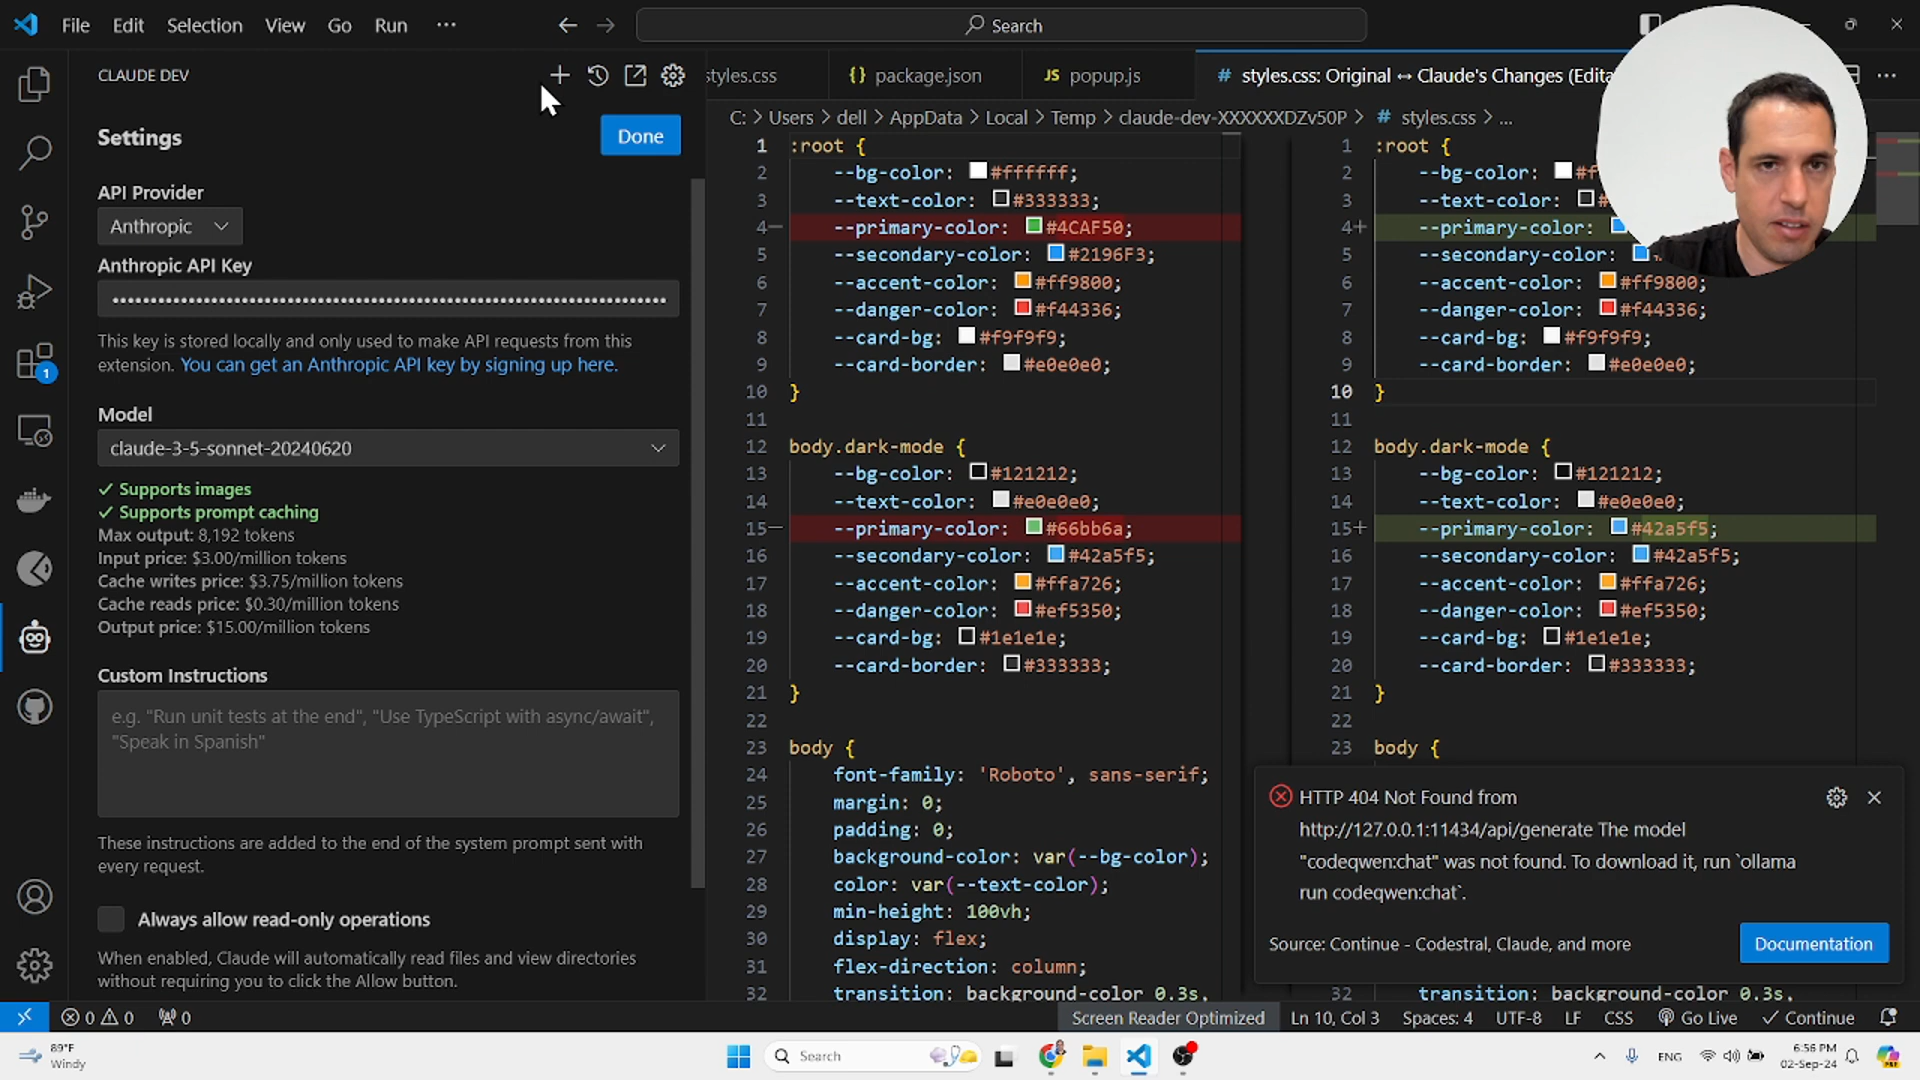 File Edit Selection View Go Run ···
Search
CLAUDE DEV
Settings
Done
API Provider
Anthropic
Anthropic API Key
••••••••••••••••••••••••••••••••••••••••••••••••••••••••••••••••••••••
This key is stored locally and only used to make API requests from this
extension. You can get an Anthropic API key by signing up here.
Model
claude-3-5-sonnet-20240620
✓ Supports images
✓ Supports prompt caching
Max output: 8,192 tokens
Input price: $3.00/million tokens
Cache writes price: $3.75/million tokens
Cache reads price: $0.30/million tokens
Output price: $15.00/million tokens
Custom Instructions
e.g. "Run unit tests at the end", "Use TypeScript with async/await",
"Speak in Spanish"
These instructions are added to the end of the system prompt sent with
every request.
Always allow read-only operations
When enabled, Claude will automatically read files and view directories
without requiring you to click the Allow button.
1
styles.css
{} package.json
JS popup.js
# styles.css: Original ↔ Claude's Changes (Edita
C: > Users > dell > AppData > Local > Temp > claude-dev-XXXXXXDZv50P > # styles.css > ...
1 :root {
2 --bg-color: #ffffff;
3 --text-color: #333333;
4— --primary-color: #4CAF50;
5 --secondary-color: #2196F3;
6 --accent-color: #ff9800;
7 --danger-color: #f44336;
8 --card-bg: #f9f9f9;
9 --card-border: #e0e0e0;
10 }
11
12 body.dark-mode {
13 --bg-color: #121212;
14 --text-color: #e0e0e0;
15— --primary-color: #66bb6a;
16 --secondary-color: #42a5f5;
17 --accent-color: #ffa726;
18 --danger-color: #ef5350;
19 --card-bg: #1e1e1e;
20 --card-border: #333333;
21 }
22
23 body {
24 font-family: 'Roboto', sans-serif;
25 margin: 0;
26 padding: 0;
27 background-color: var(--bg-color);
28 color: var(--text-color);
29 min-height: 100vh;
30 display: flex;
31 flex-direction: column;
32 transition: background-color 0.3s,
1 :root {
2 --bg-color: #f
3 --text-color:
4+ --primary-color:
5 --secondary-color:
6 --accent-color: #ff9800;
7 --danger-color: #f44336;
8 --card-bg: #f9f9f9;
9 --card-border: #e0e0e0;
10 }
11
12 body.dark-mode {
13 --bg-color: #121212;
14 --text-color: #e0e0e0;
15+ --primary-color: #42a5f5;
16 --secondary-color: #42a5f5;
17 --accent-color: #ffa726;
18 --danger-color: #ef5350;
19 --card-bg: #1e1e1e;
20 --card-border: #333333;
21 }
22
23 body {
32 transition: background-color 0.3s,
HTTP 404 Not Found from
http://127.0.0.1:11434/api/generate The model
"codeqwen:chat" was not found. To download it, run `ollama
run codeqwen:chat`.
Source: Continue - Codestral, Claude, and more
Documentation
0 0 0
Screen Reader Optimized Ln 10, Col 3 Spaces: 4 UTF-8 LF CSS Go Live ✓ Continue
89°F
Windy
Search
ENG
6:56 PM
02-Sep-24